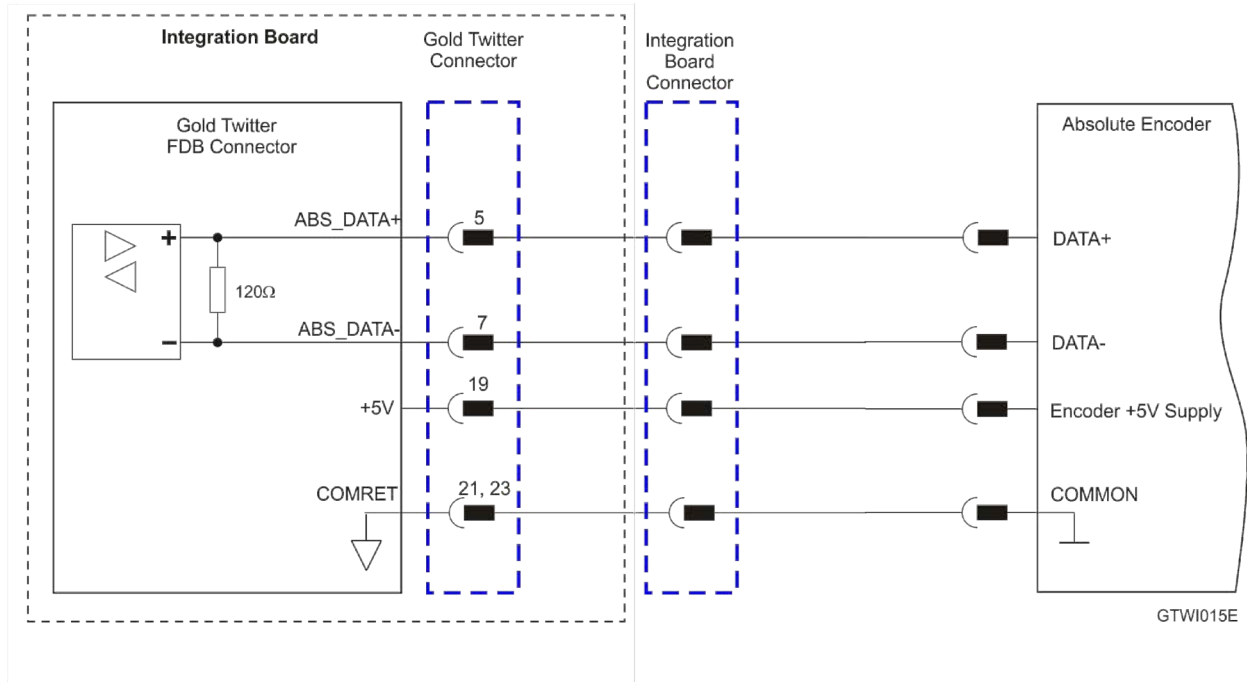 Integration Board
Gold Twitter
Connector
Integration
Board
Connector
Gold Twitter
FDB Connector
Absolute Encoder
ABS_DATA+
5
DATA+
+
120Ω
ABS_DATA-
7
DATA-
-
+5V
19
Encoder +5V Supply
COMRET
21, 23
COMMON
GTWI015E